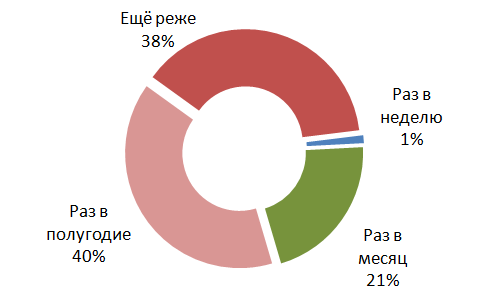 Ещё реже
38%
Раз в
неделю
1%
Раз в
месяц
21%
Раз в
полугодие
40%